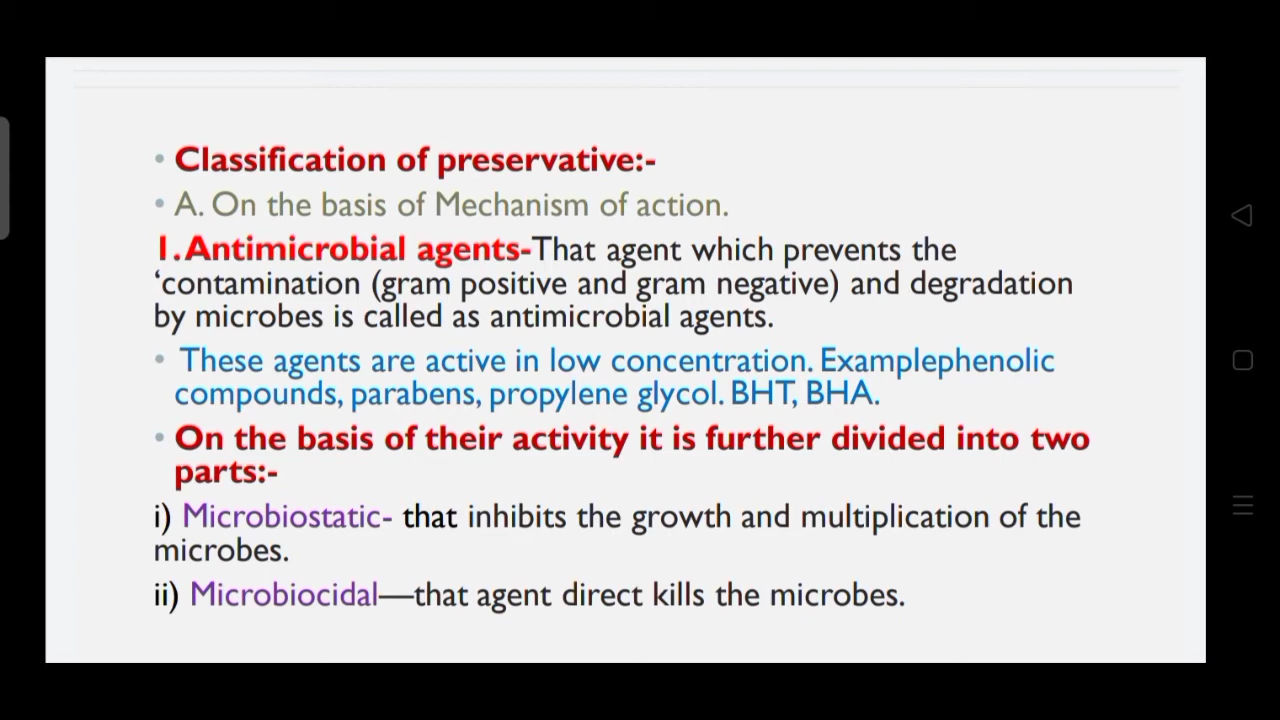 • Classification of preservative:-
• A. On the basis of Mechanism of action.
1. Antimicrobial agents-That agent which prevents the
‘contamination (gram positive and gram negative) and degradation
by microbes is called as antimicrobial agents.
• These agents are active in low concentration. Examplephenolic
compounds, parabens, propylene glycol. BHT, BHA.
• On the basis of their activity it is further divided into two
parts:-
i) Microbiostatic- that inhibits the growth and multiplication of the
microbes.
ii) Microbiocidal—that agent direct kills the microbes.